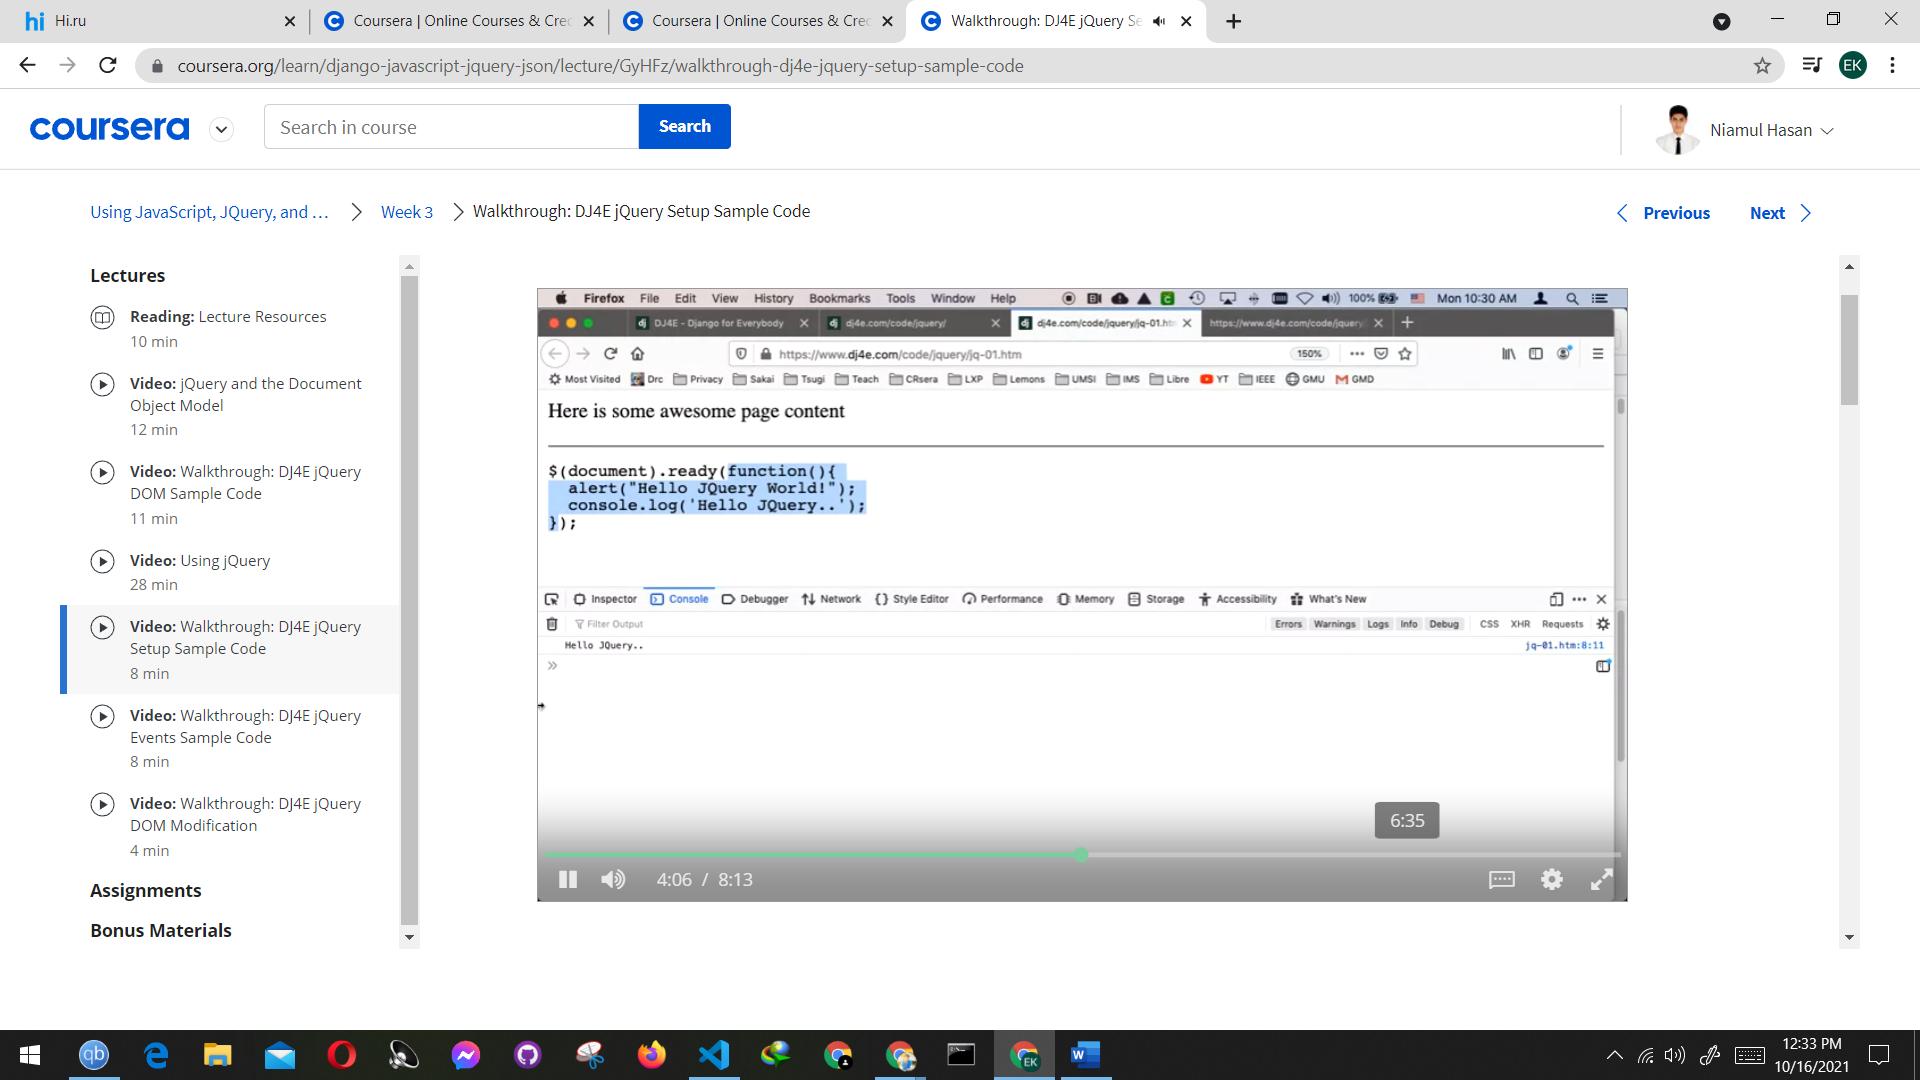 Hi.ru
Coursera | Online Courses & Cre
Coursera | Online Courses & Cre
Walkthrough: DJ4E jQuery Se
coursera.org/learn/django-javascript-jquery-json/lecture/GyHFz/walkthrough-dj4e-jquery-setup-sample-code
EK
coursera
Search in course
Search
Niamul Hasan
Using JavaScript, JQuery, and ...
Week 3
Walkthrough: DJ4E jQuery Setup Sample Code
Previous
Next
Lectures
Reading: Lecture Resources
10 min
Video: jQuery and the Document
Object Model
12 min
Video: Walkthrough: DJ4E jQuery
DOM Sample Code
11 min
Video: Using jQuery
28 min
Video: Walkthrough: DJ4E jQuery
Setup Sample Code
8 min
Video: Walkthrough: DJ4E jQuery
Events Sample Code
8 min
Video: Walkthrough: DJ4E jQuery
DOM Modification
4 min
Assignments
Bonus Materials
Firefox File Edit View History Bookmarks Tools Window Help 100% Mon 10:30 AM
DJ4E - Django for Everybody
dj4e.com/code/jquery/
dj4e.com/code/jquery/jq-01.ht
https://www.dj4e.com/code/jquery
https://www.dj4e.com/code/jquery/jq-01.htm
150%
Most Visited Drc Privacy Sakai Tsugi Teach CRsera LXP Lemons UMSI IMS Libre YT IEEE GMU GMD
Here is some awesome page content
$(document).ready(function(){
alert("Hello JQuery World!");
console.log('Hello JQuery..');
});
Inspector Console Debugger Network {} Style Editor Performance Memory Storage Accessibility What's New
Filter Output
Errors Warnings Logs Info Debug CSS XHR Requests
Hello JQuery..
jq-01.htm:8:11
6:35
4:06 / 8:13
12:33 PM
10/16/2021